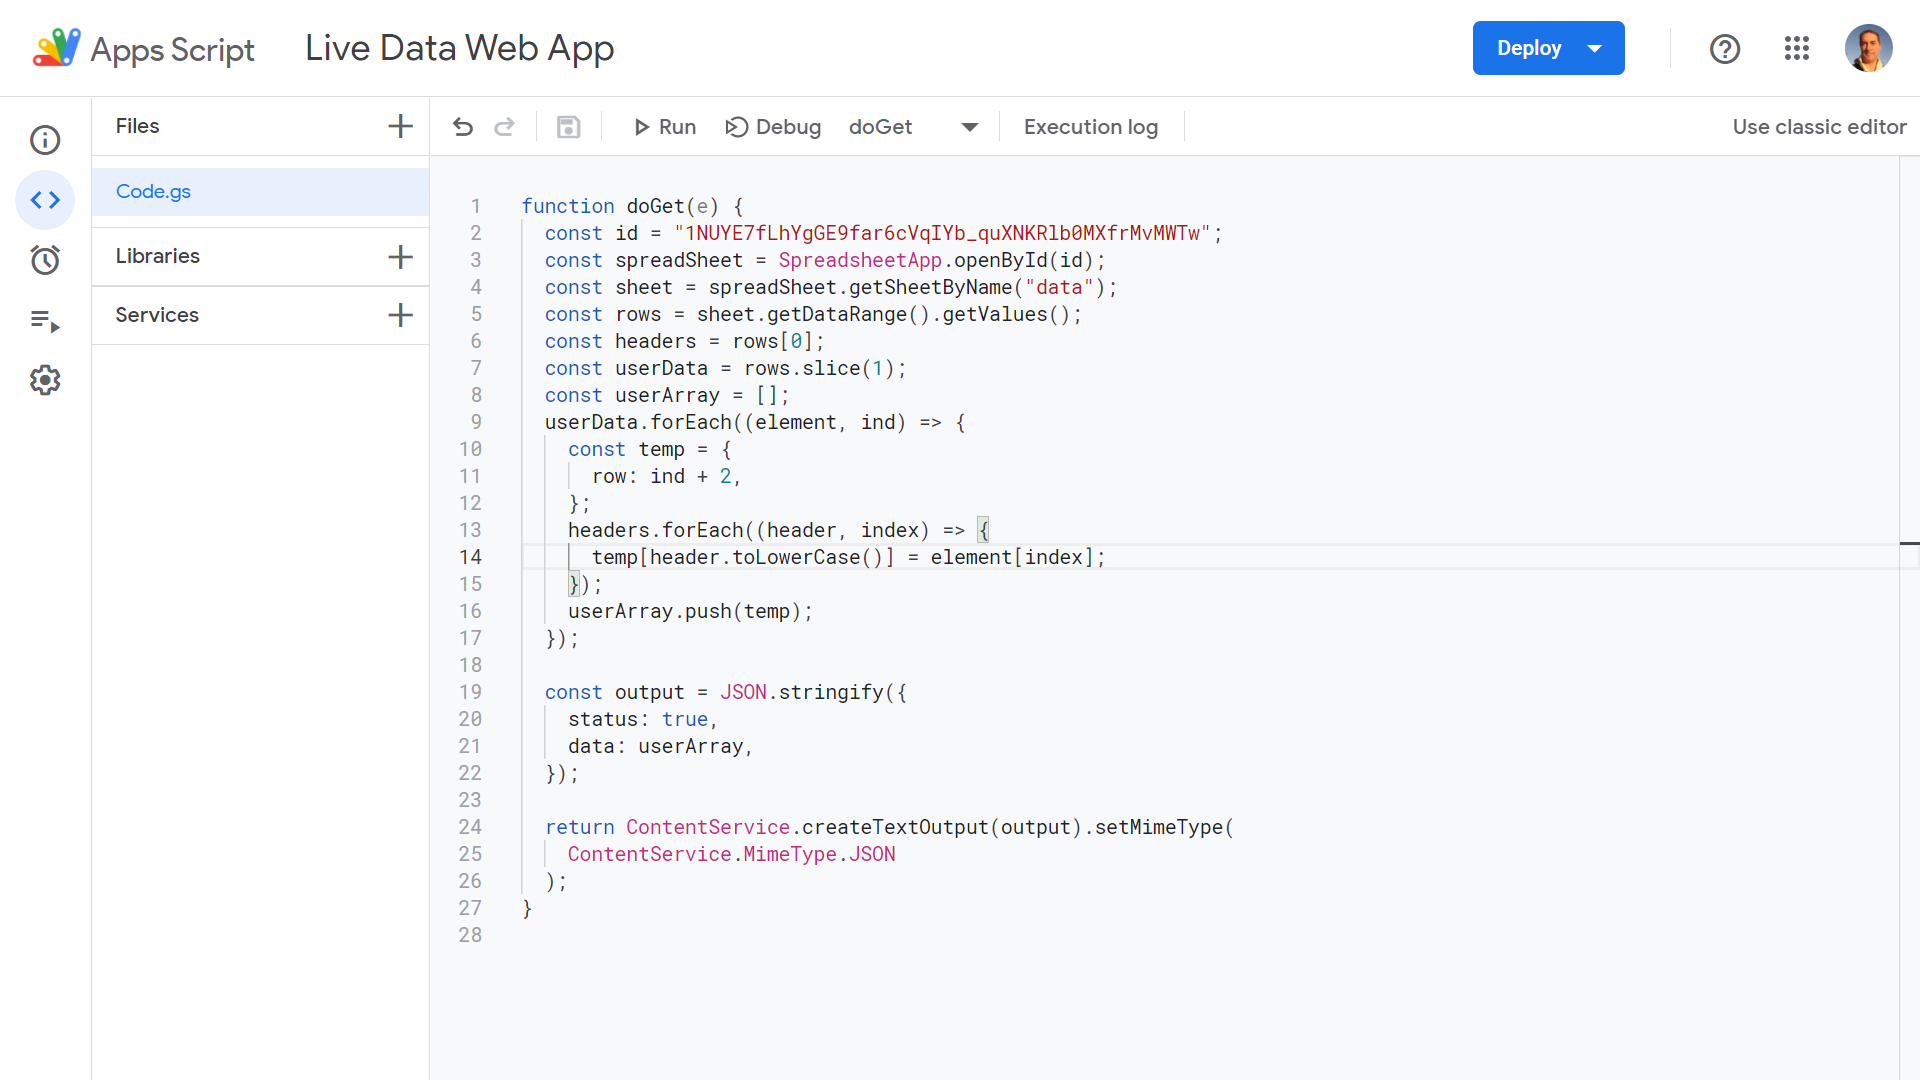 Apps Script
Live Data Web App
Deploy
Files
Run
Debug
doGet
Execution log
Use classic editor
Code.gs
Libraries
Services
1 function doGet(e) {
2 const id = "1NUYE7fLhYgGE9far6cVqIYb_quXNKRlb0MXfrMvMWTw";
3 const spreadSheet = SpreadsheetApp.openById(id);
4 const sheet = spreadSheet.getSheetByName("data");
5 const rows = sheet.getDataRange().getValues();
6 const headers = rows[0];
7 const userData = rows.slice(1);
8 const userArray = [];
9 userData.forEach((element, ind) => {
10 const temp = {
11 row: ind + 2,
12 };
13 headers.forEach((header, index) => {
14 temp[header.toLowerCase()] = element[index];
15 });
16 userArray.push(temp);
17 });
18
19 const output = JSON.stringify({
20 status: true,
21 data: userArray,
22 });
23
24 return ContentService.createTextOutput(output).setMimeType(
25 ContentService.MimeType.JSON
26 );
27 }
28